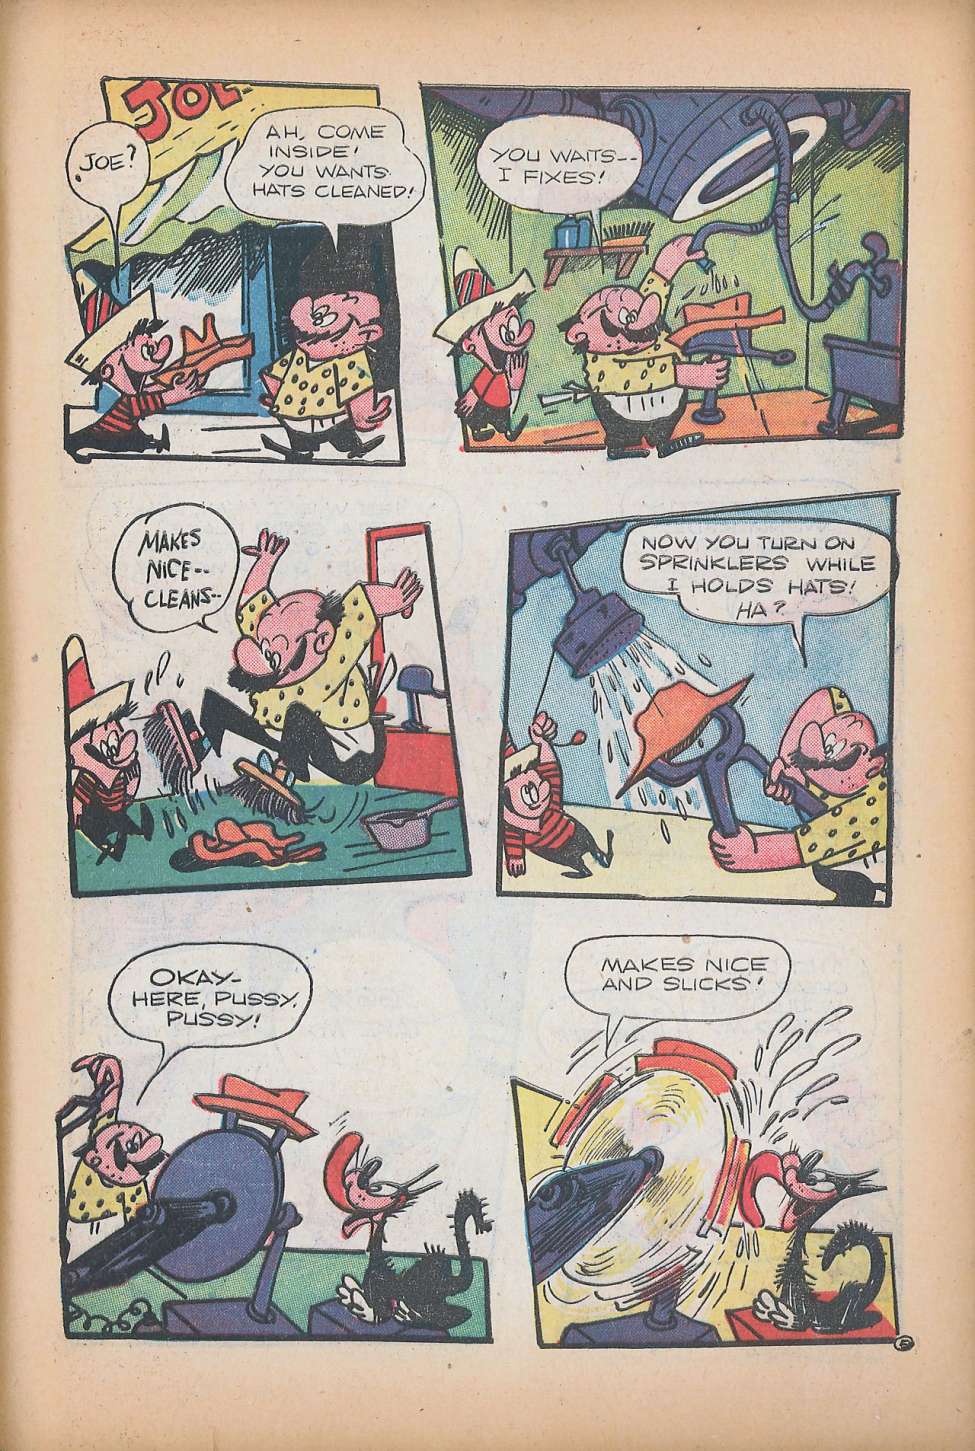 JOE-
JOE?
AH, COME
INSIDE!
YOU WANTS
HATS CLEANED!
YOU WAITS--
I FIXES!
MAKES
NICE--
CLEANS--
NOW YOU TURN ON
SPRINKLERS WHILE
I HOLDS HATS!
HA?
OKAY-
HERE, PUSSY,
PUSSY!
MAKES NICE
AND SLICKS!
5